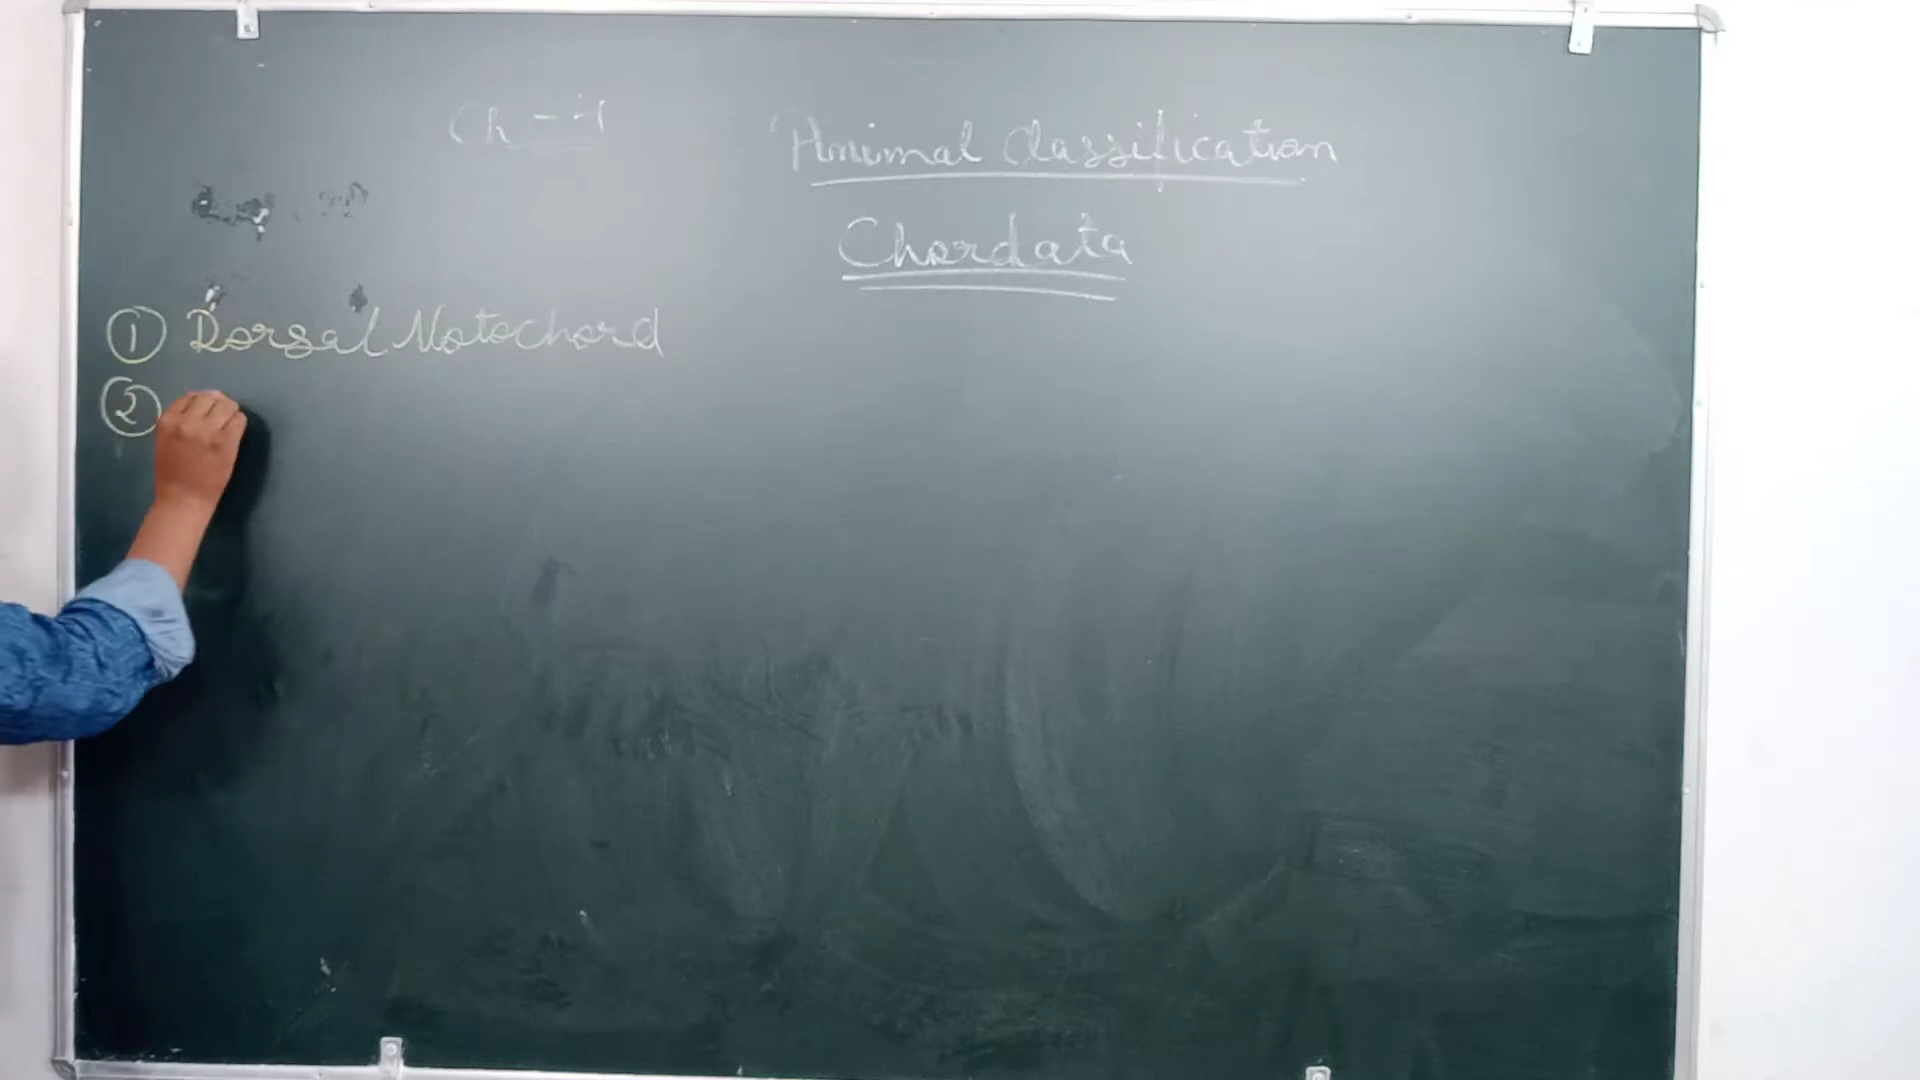 Ch - 4
Animal Classification
Chordata
① Dorsal Notochord
②